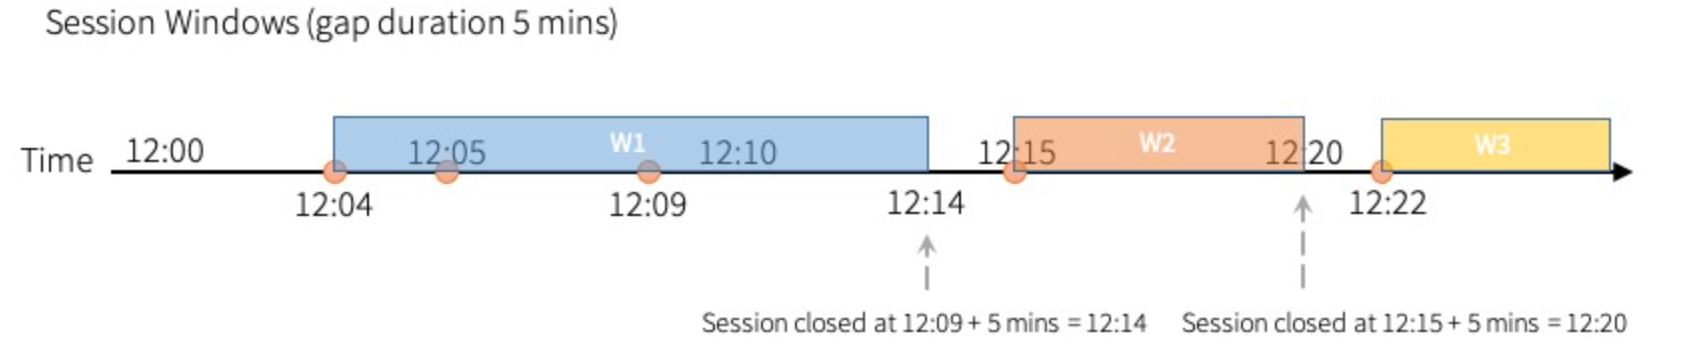 Session Windows (gap duration 5 mins)
Time 12:00 12:05 W1 12:10 12:15 W2 12:20 W3
12:04 12:09 12:14 12:22
Session closed at 12:09 + 5 mins = 12:14 Session closed at 12:15 + 5 mins = 12:20